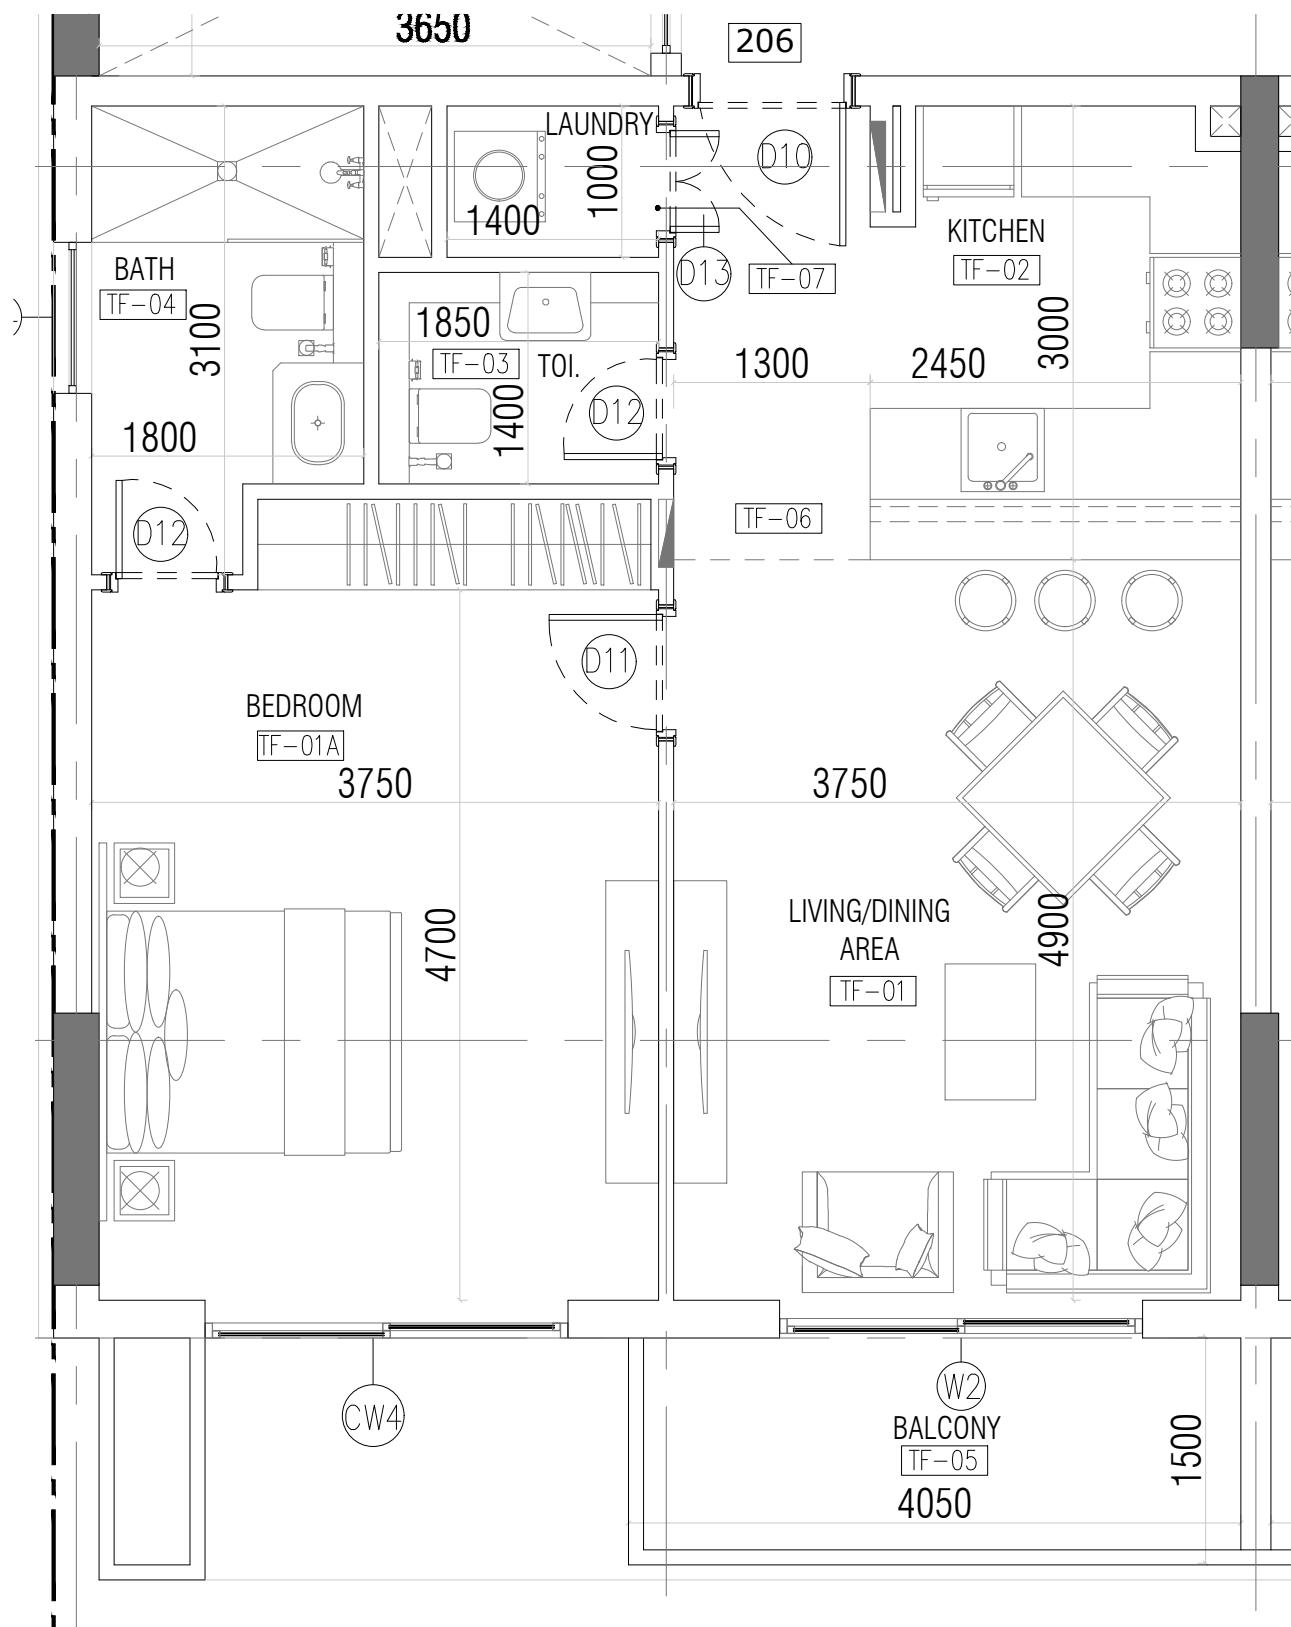 3650
206
LAUNDRY
1000
D10
1400
KITCHEN
TF-02
BATH
TF-04
D13
TF-07
3100
1850
TF-03
TOI.
1300
2450
3000
1400
D12
1800
D12
TF-06
D11
BEDROOM
TF-01A
3750
3750
4700
LIVING/DINING
AREA
TF-01
4900
W2
CW4
BALCONY
TF-05
1500
4050